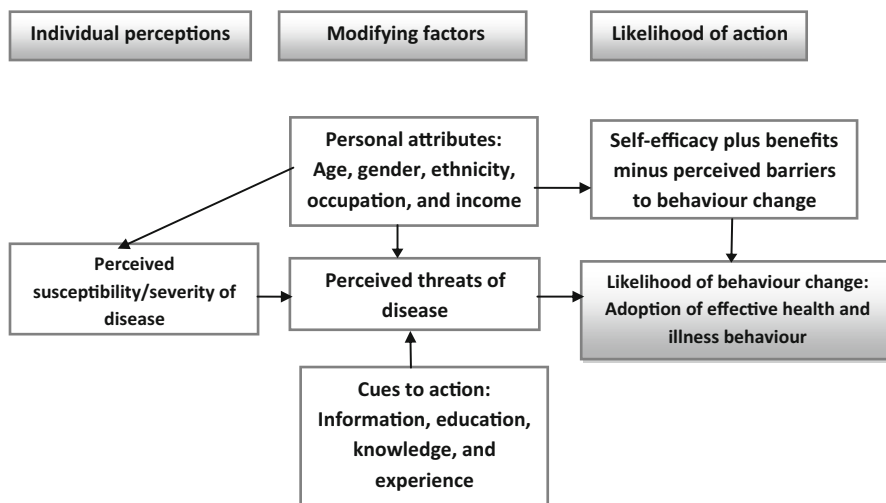 Individual perceptions
Modifying factors
Likelihood of action
Personal attributes:
Age, gender, ethnicity,
occupation, and income
Self-efficacy plus benefits
minus perceived barriers
to behaviour change
Perceived
susceptibility/severity of
disease
Perceived threats of
disease
Likelihood of behaviour change:
Adoption of effective health and
illness behaviour
Cues to action:
Information, education,
knowledge, and
experience